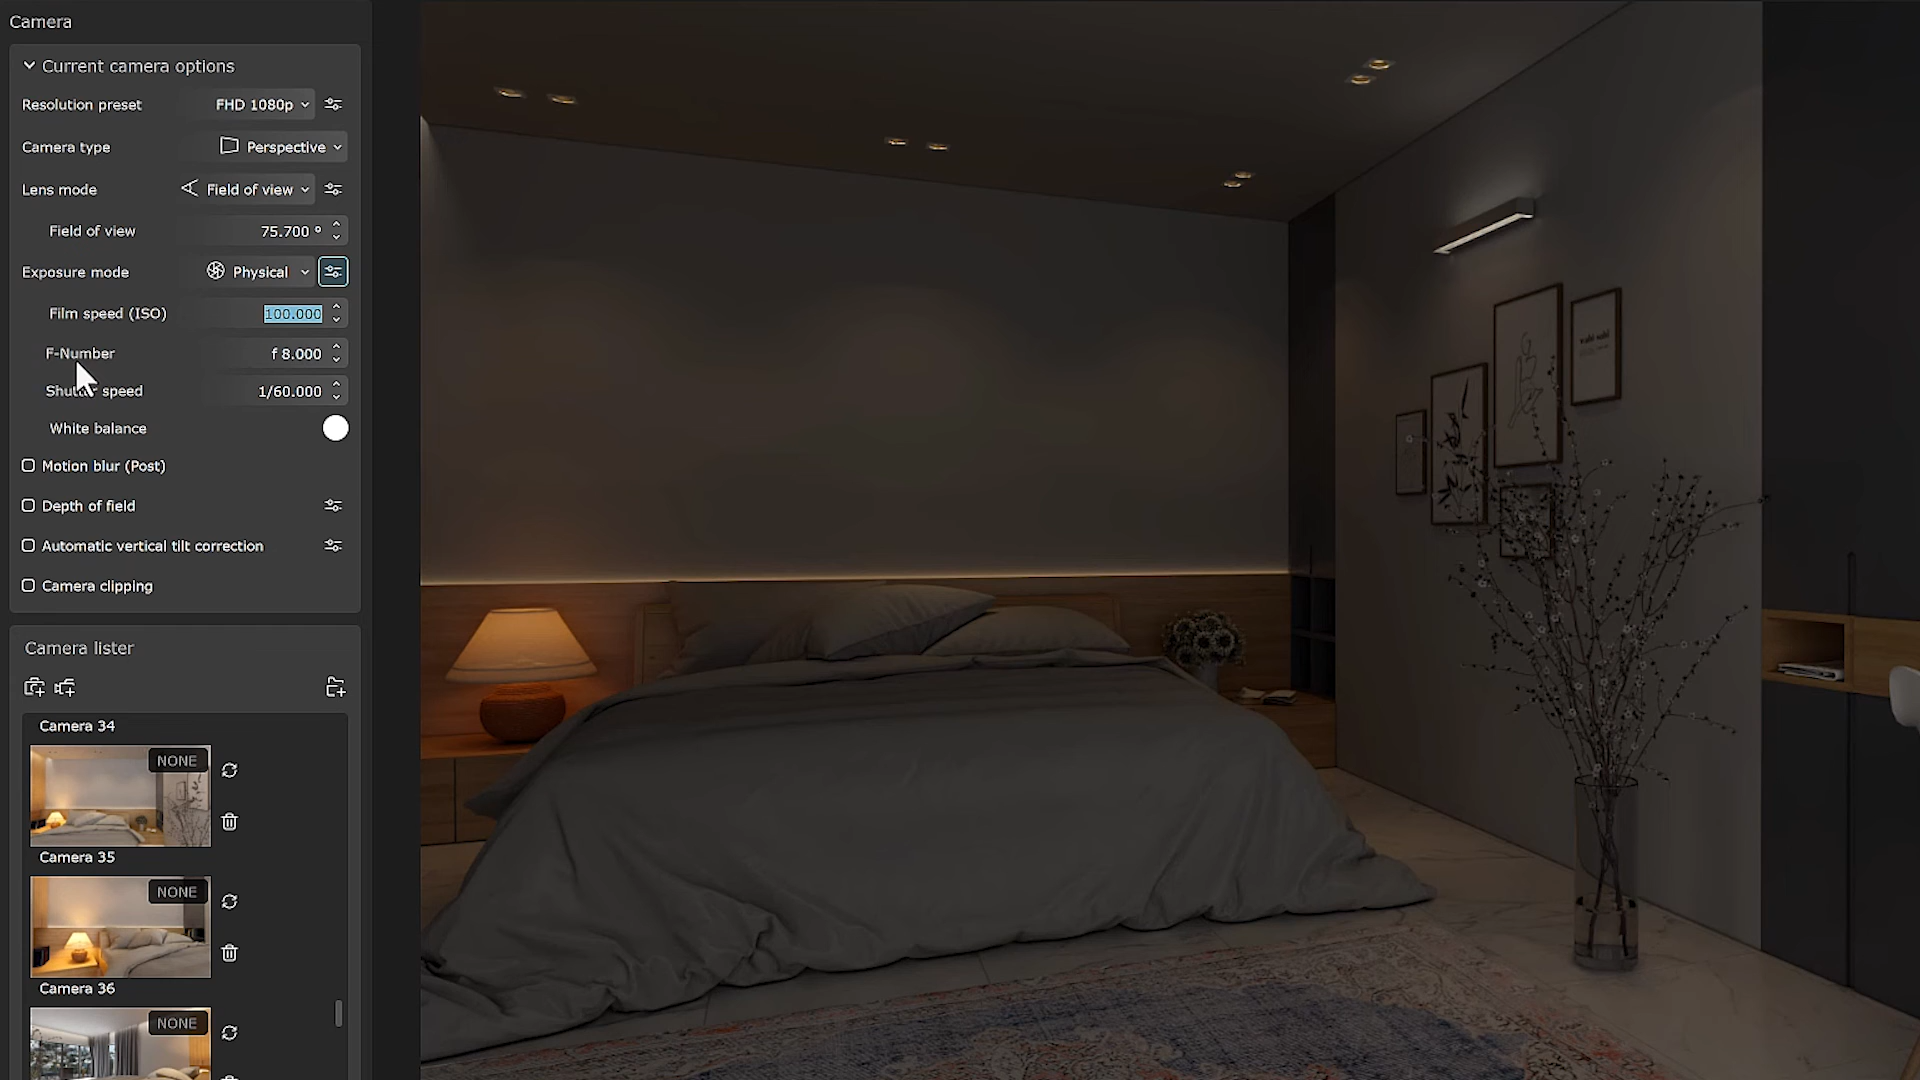 Camera
Current camera options
Resolution preset FHD 1080p
Camera type Perspective
Lens mode Field of view
Field of view 75.700 °
Exposure mode Physical
Film speed (ISO) 100.000
F-Number f 8.000
Shutter speed 1/60.000
White balance
Motion blur (Post)
Depth of field
Automatic vertical tilt correction
Camera clipping
Camera lister
Camera 34
NONE
Camera 35
NONE
Camera 36
NONE
wabi sabi